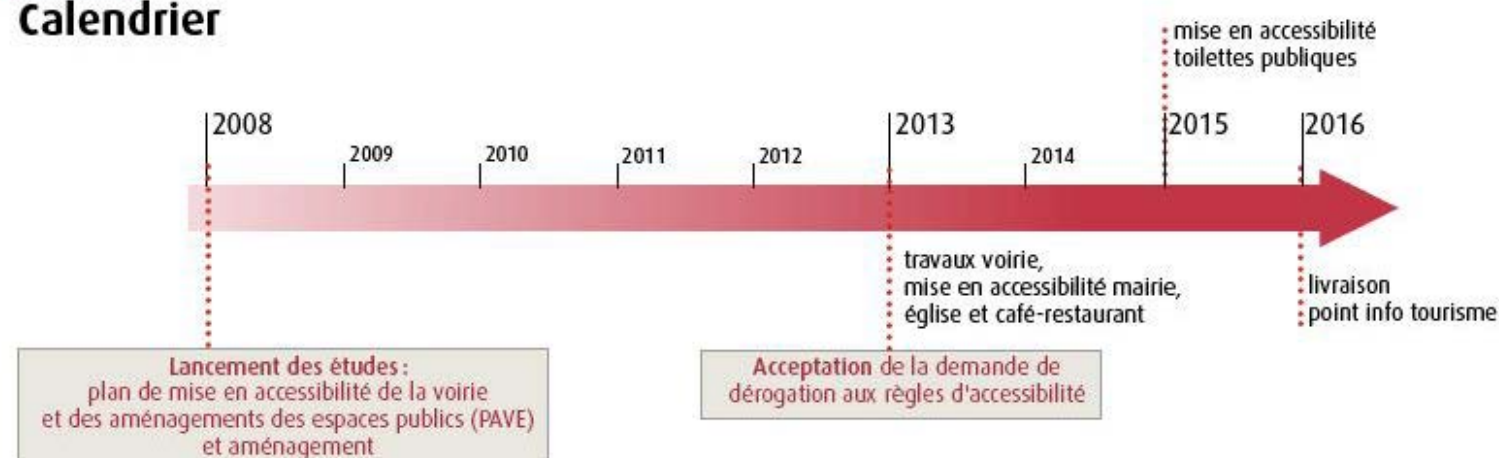 Calendrier
mise en accessibilité
toilettes publiques
2008
2009
2010
2011
2012
2013
2014
2015
2016
travaux voirie,
mise en accessibilité mairie,
église et café-restaurant
livraison
point info tourisme
Lancement des études :
plan de mise en accessibilité de la voirie
et des aménagements des espaces publics (PAVE)
et aménagement
Acceptation de la demande de
dérogation aux règles d'accessibilité